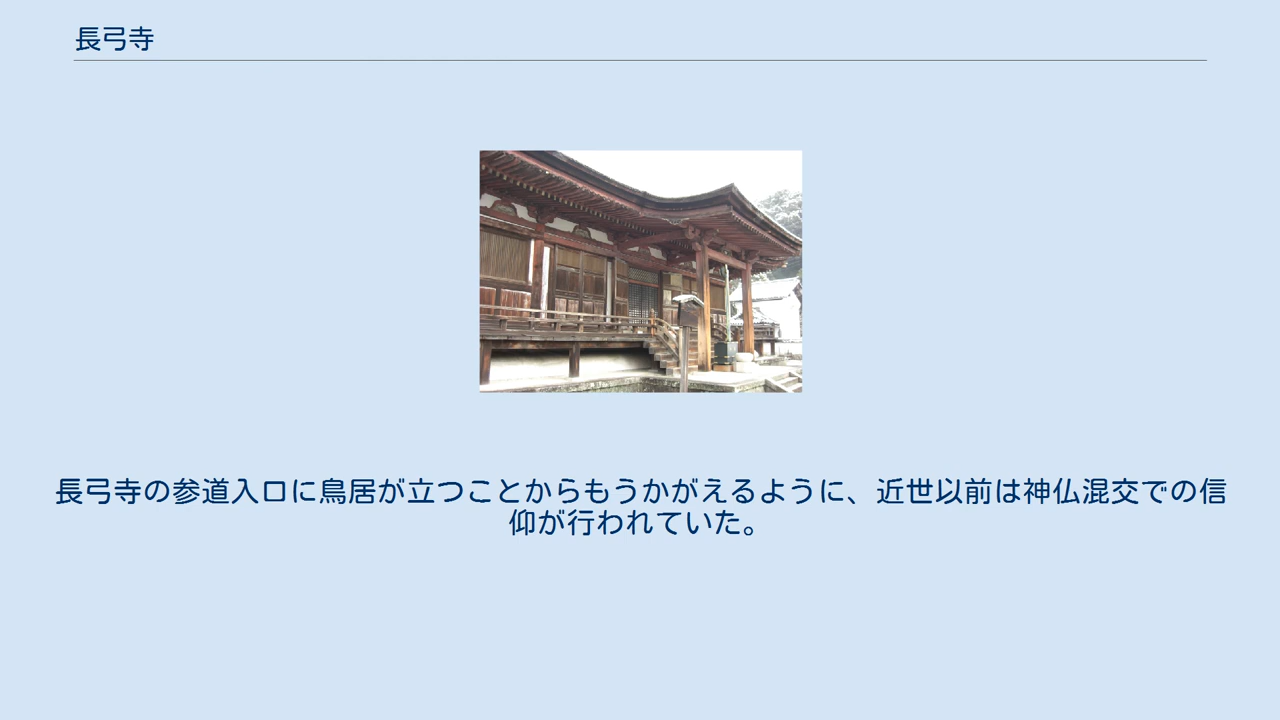 長弓寺
長弓寺の参道入口に鳥居が立つことからもうかがえるように、近世以前は神仏混交での信
仰が行われていた。